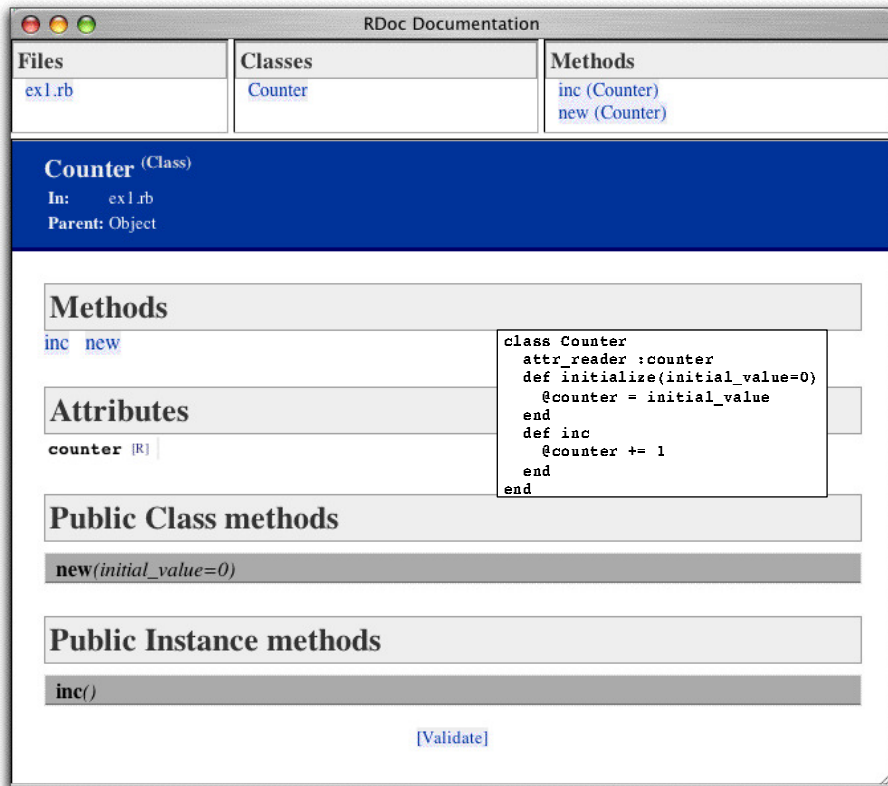 RDoc Documentation
Files
ex1.rb
Classes
Counter
Methods
inc (Counter)
new (Counter)
Counter (Class)
In: ex1.rb
Parent: Object
Methods
inc new
class Counter
  attr_reader :counter
  def initialize(initial_value=0)
    @counter = initial_value
  end
  def inc
    @counter += 1
  end
end
Attributes
counter [R]
Public Class methods
new(initial_value=0)
Public Instance methods
inc()
[Validate]